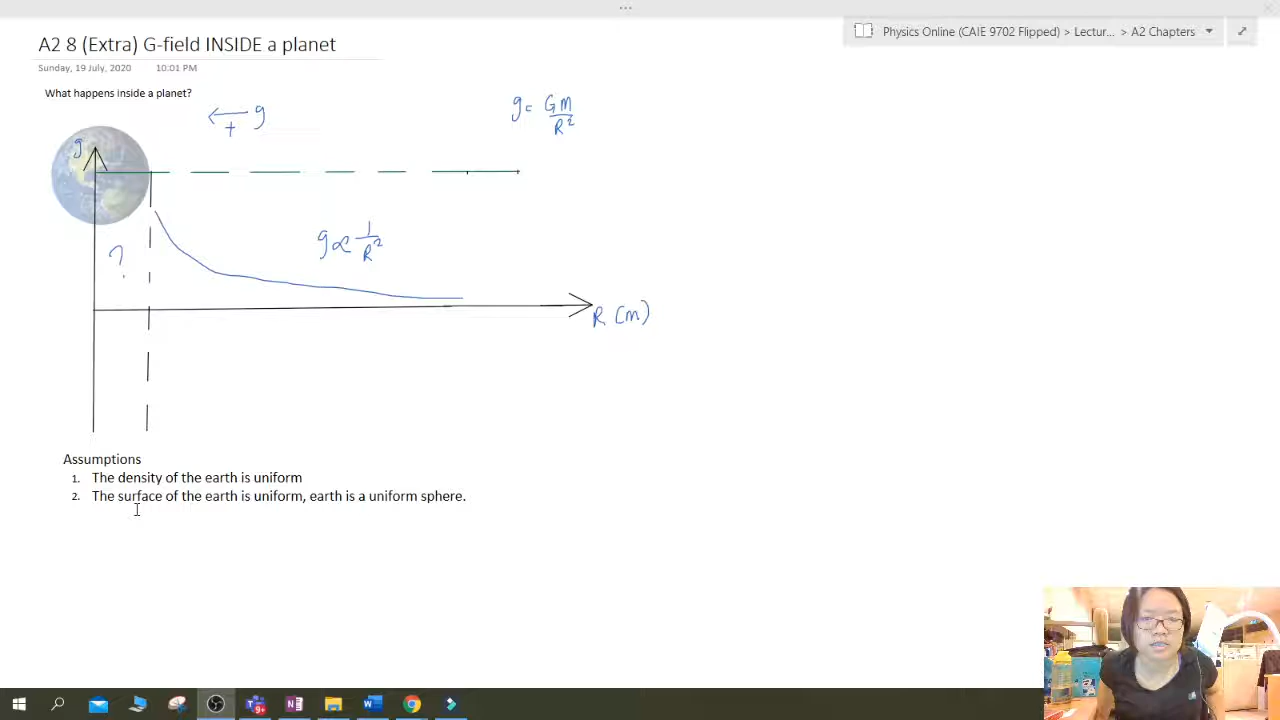 A2 8 (Extra) G-field INSIDE a planet
Physics Online (CAIE 9702 Flipped) > Lectur... > A2 Chapters
Sunday, 19 July, 2020 10:01 PM
What happens inside a planet?
← g
+
g = GM/R²
g
g ∝ 1/R²
?
R (m)
Assumptions
1. The density of the earth is uniform
2. The surface of the earth is uniform, earth is a uniform sphere.